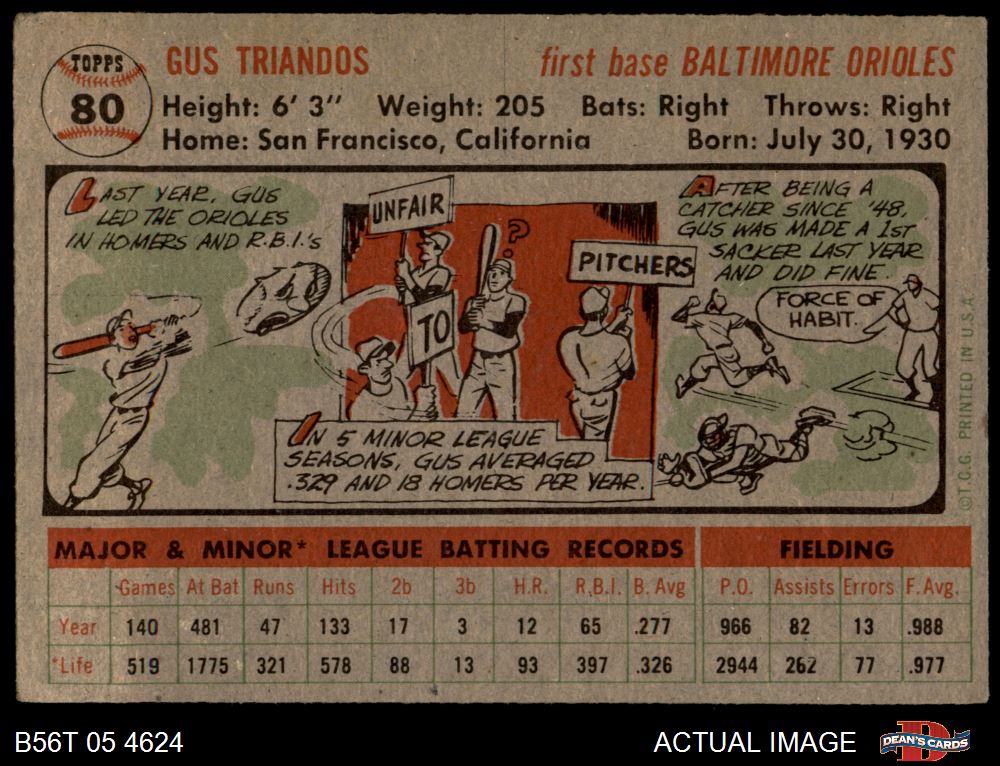 TOPPS
80
GUS TRIANDOS
first base BALTIMORE ORIOLES
Height: 6' 3" Weight: 205 Bats: Right Throws: Right
Home: San Francisco, California Born: July 30, 1930
LAST YEAR, GUS
LED THE ORIOLES
IN HOMERS AND R.B.I.'s
UNFAIR
TO
?
PITCHERS
IN 5 MINOR LEAGUE
SEASONS, GUS AVERAGED
.329 AND 18 HOMERS PER YEAR.
AFTER BEING A
CATCHER SINCE '48,
GUS WAS MADE A 1ST
SACKER LAST YEAR
AND DID FINE.
FORCE OF
HABIT.
©T.C.G. PRINTED IN U.S.A.
MAJOR & MINOR* LEAGUE BATTING RECORDS FIELDING
Games At Bat Runs Hits 2b 3b H.R. R.B.I. B. Avg P.O. Assists Errors F. Avg.
Year 140 481 47 133 17 3 12 65 .277 966 82 13 .988
*Life 519 1775 321 578 88 13 93 397 .326 2944 262 77 .977
B56T 05 4624
ACTUAL IMAGE
D
DEAN'S CARDS